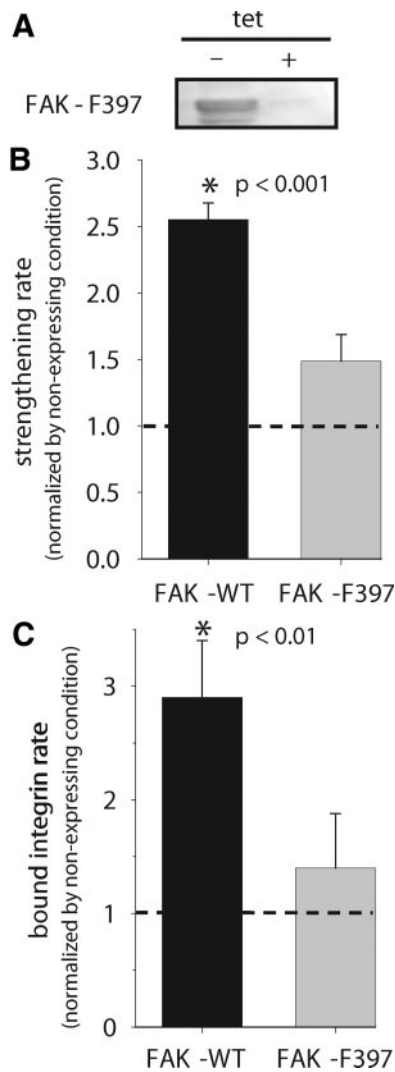 A
tet
– +
FAK - F397
B
3.0
* p < 0.001
2.5
2.0
1.5
1.0
0.5
0.0
strengthening rate
(normalized by non-expressing condition)
FAK -WT FAK -F397
C
* p < 0.01
3
2
1
0
bound integrin rate
(normalized by non-expressing condition)
FAK -WT FAK -F397